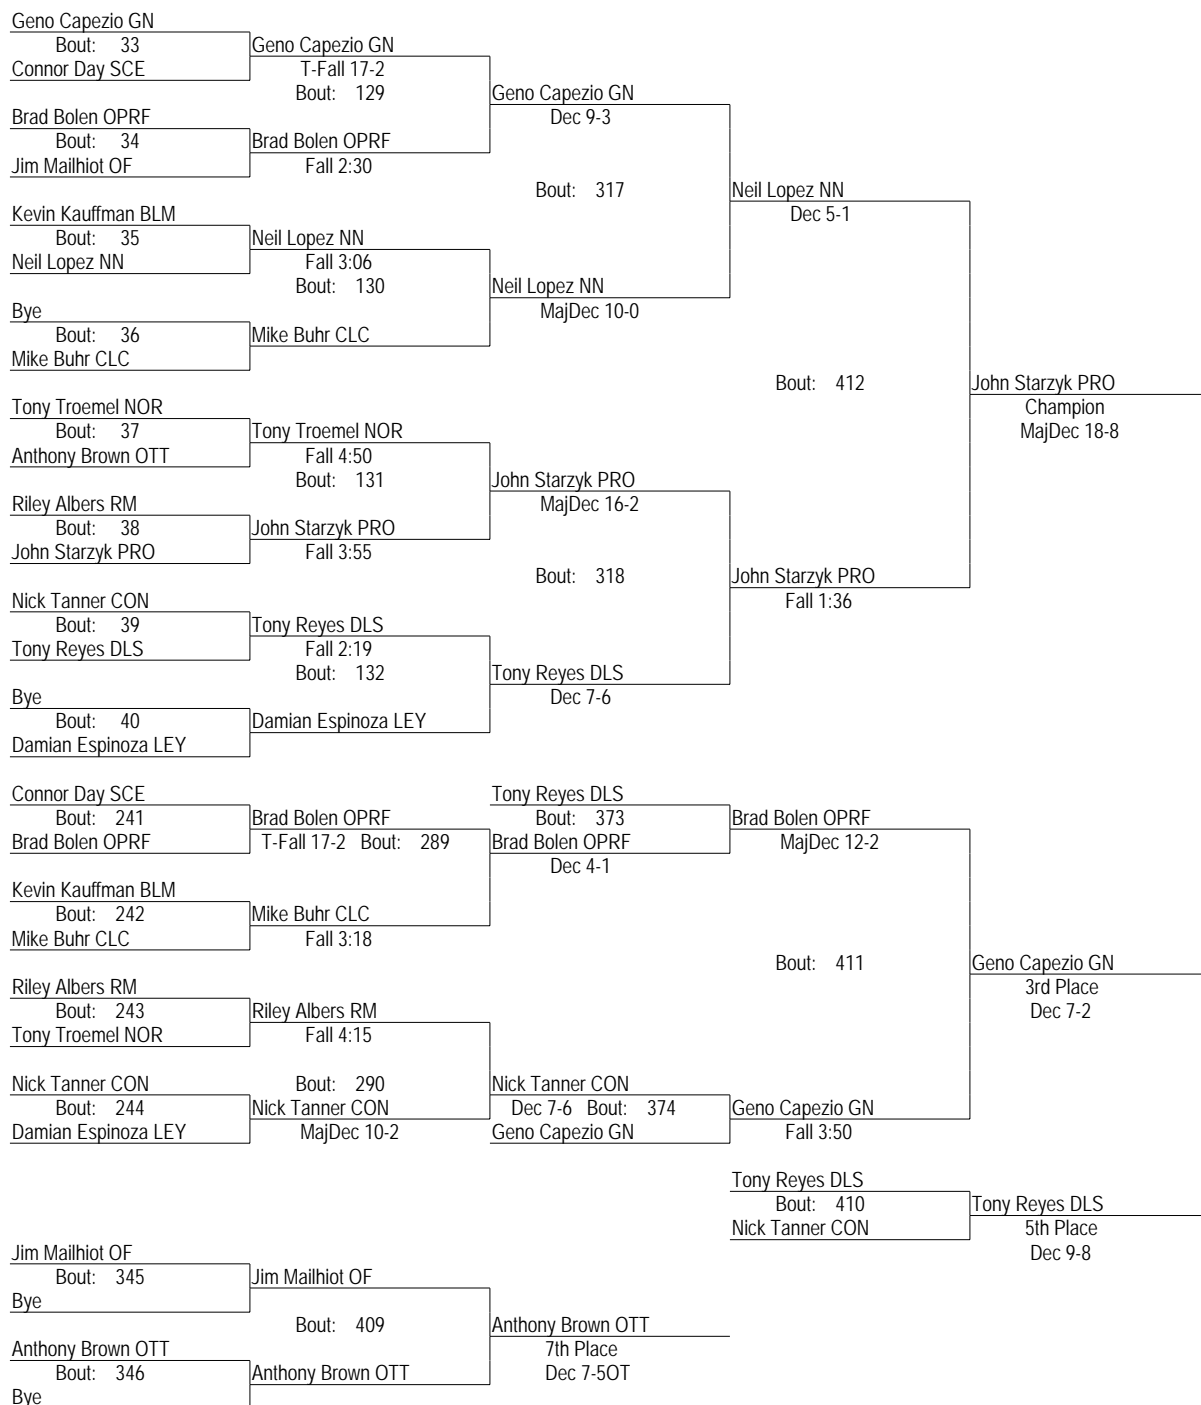 Geno Capezio GN
Bout: 33
Connor Day SCE
Geno Capezio GN
T-Fall 17-2
Bout: 129
Brad Bolen OPRF
Bout: 34
Jim Mailhiot OF
Brad Bolen OPRF
Fall 2:30
Geno Capezio GN
Dec 9-3
Bout: 317
Kevin Kauffman BLM
Bout: 35
Neil Lopez NN
Neil Lopez NN
Fall 3:06
Bout: 130
Bye
Bout: 36
Mike Buhr CLC
Mike Buhr CLC
Neil Lopez NN
MajDec 10-0
Neil Lopez NN
Dec 5-1
Bout: 412
Tony Troemel NOR
Bout: 37
Anthony Brown OTT
Tony Troemel NOR
Fall 4:50
Bout: 131
Riley Albers RM
Bout: 38
John Starzyk PRO
John Starzyk PRO
Fall 3:55
John Starzyk PRO
MajDec 16-2
Bout: 318
Nick Tanner CON
Bout: 39
Tony Reyes DLS
Tony Reyes DLS
Fall 2:19
Bout: 132
Bye
Bout: 40
Damian Espinoza LEY
Damian Espinoza LEY
Tony Reyes DLS
Dec 7-6
John Starzyk PRO
Fall 1:36
John Starzyk PRO
Champion
MajDec 18-8
Connor Day SCE
Bout: 241
Brad Bolen OPRF
Brad Bolen OPRF
T-Fall 17-2 Bout: 289
Kevin Kauffman BLM
Bout: 242
Mike Buhr CLC
Mike Buhr CLC
Fall 3:18
Tony Reyes DLS
Bout: 373
Brad Bolen OPRF
Dec 4-1
Brad Bolen OPRF
MajDec 12-2
Bout: 411
Riley Albers RM
Bout: 243
Tony Troemel NOR
Riley Albers RM
Fall 4:15
Bout: 290
Nick Tanner CON
Bout: 244
Damian Espinoza LEY
Nick Tanner CON
MajDec 10-2
Nick Tanner CON
Dec 7-6 Bout: 374
Geno Capezio GN
Geno Capezio GN
Fall 3:50
Geno Capezio GN
3rd Place
Dec 7-2
Tony Reyes DLS
Bout: 410
Nick Tanner CON
Tony Reyes DLS
5th Place
Dec 9-8
Jim Mailhiot OF
Bout: 345
Bye
Jim Mailhiot OF
Bout: 409
Anthony Brown OTT
Bout: 346
Bye
Anthony Brown OTT
Anthony Brown OTT
7th Place
Dec 7-5OT